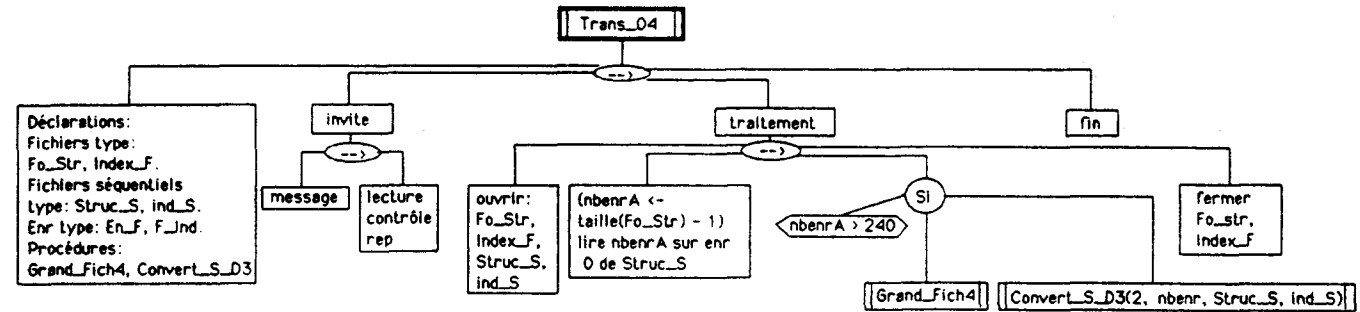 Trans_04
-->
Déclarations:
Fichiers type:
Fo_Str, Index_F.
Fichiers séquentiels
type: Struc_S, ind_S.
Enr type: En_F, F_Ind.
Procédures:
Grand_Fich4, Convert_S_D3
invite
-->
message
lecture
contrôle
rep
traitement
-->
ouvrir:
Fo_Str,
Index_F,
Struc_S,
ind_S
(nbenrA <-
taille(Fo_Str) - 1)
lire nbenrA sur enr
0 de Struc_S
Si
nbenrA > 240
Grand_Fich4
Convert_S_D3(2, nbenr, Struc_S, ind_S)
fermer
Fo_str,
Index_F
fin